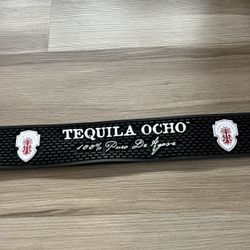 TEQUILA OCHO
100% Puro De Agave